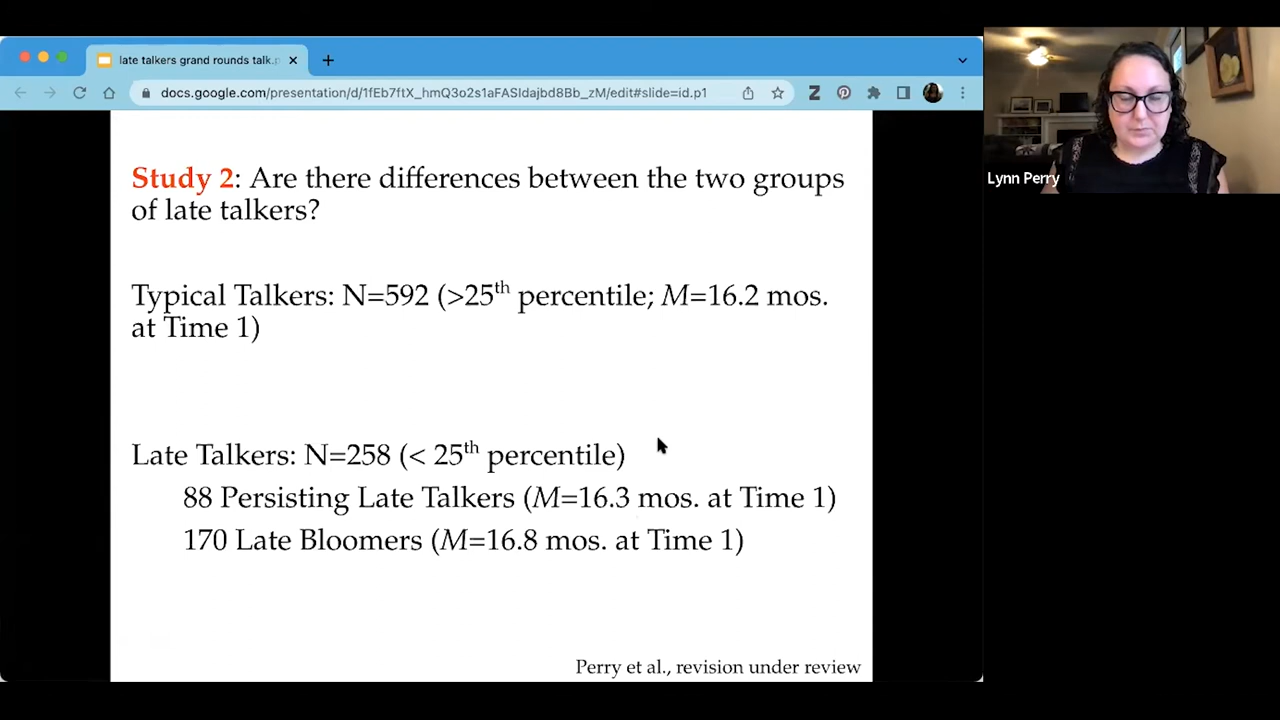 late talkers grand rounds talk.p
docs.google.com/presentation/d/1fEb7ftX_hmQ3o2s1aFASIdajbd8Bb_zM/edit#slide=id.p1
Lynn Perry
Study 2: Are there differences between the two groups
of late talkers?
Typical Talkers: N=592 (>25th percentile; M=16.2 mos.
at Time 1)
Late Talkers: N=258 (< 25th percentile)
88 Persisting Late Talkers (M=16.3 mos. at Time 1)
170 Late Bloomers (M=16.8 mos. at Time 1)
Perry et al., revision under review